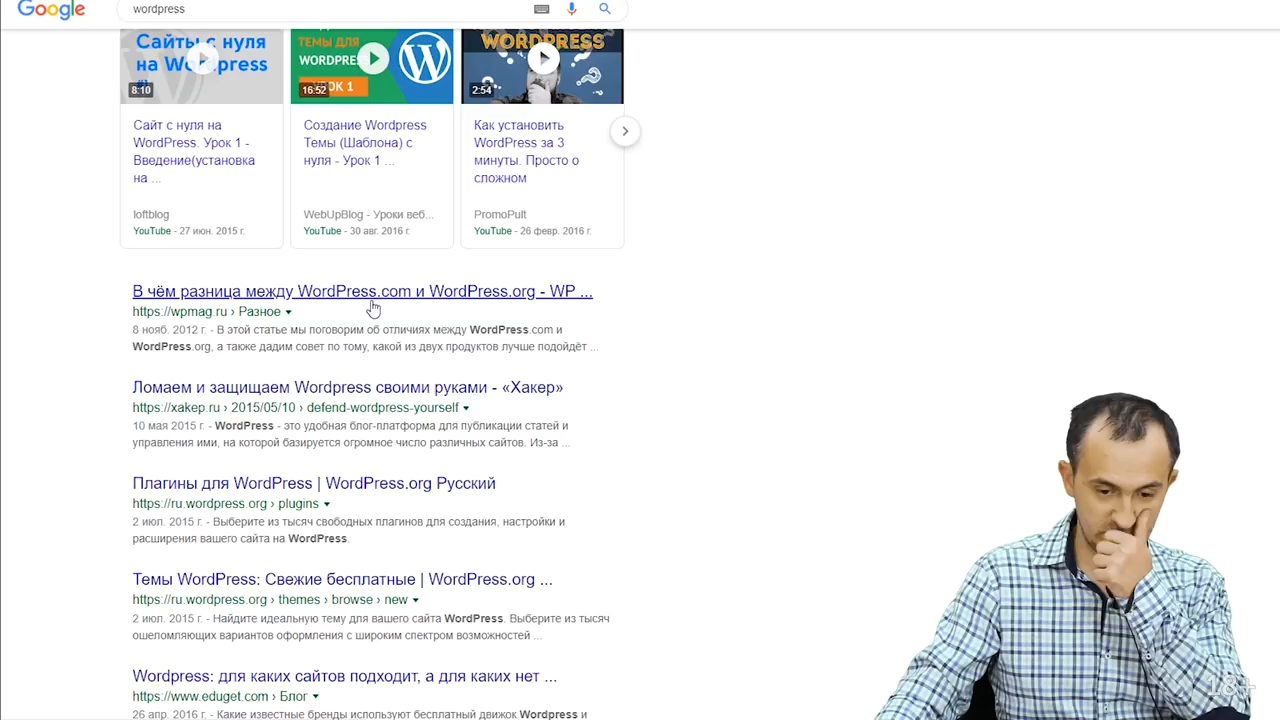 Google
wordpress
Сайты с нуля
на Wordpress
#1
8:10
ТЕМЫ ДЛЯ
WORDPRESS
УРОК 1
16:52
WORDPRESS
2:54
Сайт с нуля на
WordPress. Урок 1 -
Введение(установка
на ...
loftblog
YouTube - 27 июн. 2015 г.
Создание Wordpress
Темы (Шаблона) с
нуля - Урок 1 ...
WebUpBlog - Уроки веб...
YouTube - 30 авг. 2016 г.
Как установить
WordPress за 3
минуты. Просто о
сложном
PromoPult
YouTube - 26 февр. 2016 г.
В чём разница между WordPress.com и WordPress.org - WP ...
https://wpmag.ru › Разное
8 нояб. 2012 г. - В этой статье мы поговорим об отличиях между WordPress.com и
WordPress.org, а также дадим совет по тому, какой из двух продуктов лучше подойдёт ...
Ломаем и защищаем Wordpress своими руками - «Хакер»
https://xakep.ru › 2015/05/10 › defend-wordpress-yourself
10 мая 2015 г. - WordPress - это удобная блог-платформа для публикации статей и
управления ими, на которой базируется огромное число различных сайтов. Из-за ...
Плагины для WordPress | WordPress.org Русский
https://ru.wordpress.org › plugins
2 июл. 2015 г. - Выберите из тысяч свободных плагинов для создания, настройки и
расширения вашего сайта на WordPress.
Темы WordPress: Свежие бесплатные | WordPress.org ...
https://ru.wordpress.org › themes › browse › new
2 июл. 2015 г. - Найдите идеальную тему для вашего сайта WordPress. Выберите из тысяч
ошеломляющих вариантов оформления с широким спектром возможностей ...
Wordpress: для каких сайтов подходит, а для каких нет ...
https://www.eduget.com › Блог
26 апр. 2016 г. - Какие известные бренды используют бесплатный движок Wordpress и
18+